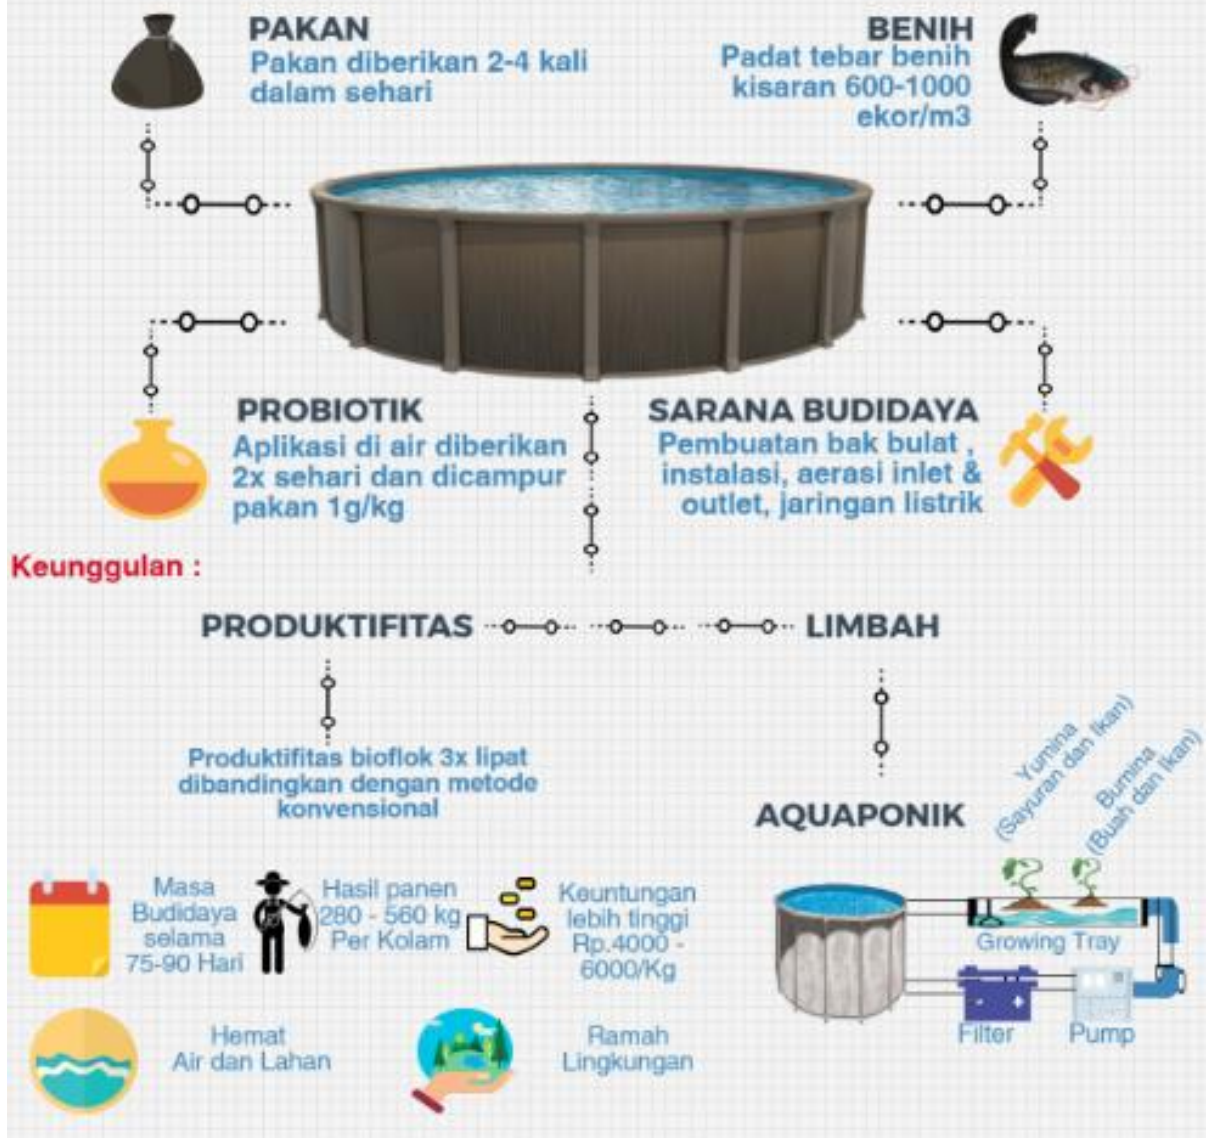 PAKAN
Pakan diberikan 2-4 kali
dalam sehari
BENIH
Padat tebar benih
kisaran 600-1000
ekor/m3
PROBIOTIK
Aplikasi di air diberikan
2x sehari dan dicampur
pakan 1g/kg
SARANA BUDIDAYA
Pembuatan bak bulat ,
instalasi, aerasi inlet &
outlet, jaringan listrik
Keunggulan :
PRODUKTIFITAS
LIMBAH
Produktifitas bioflok 3x lipat
dibandingkan dengan metode
konvensional
Yumina
(Sayuran dan Ikan)
Bumina
(Buah dan Ikan)
AQUAPONIK
Masa
Budidaya
selama
75-90 Hari
Hasil panen
280 - 560 kg
Per Kolam
Keuntungan
lebih tinggi
Rp.4000 -
6000/Kg
Growing Tray
Filter
Pump
Hemat
Air dan Lahan
Ramah
Lingkungan